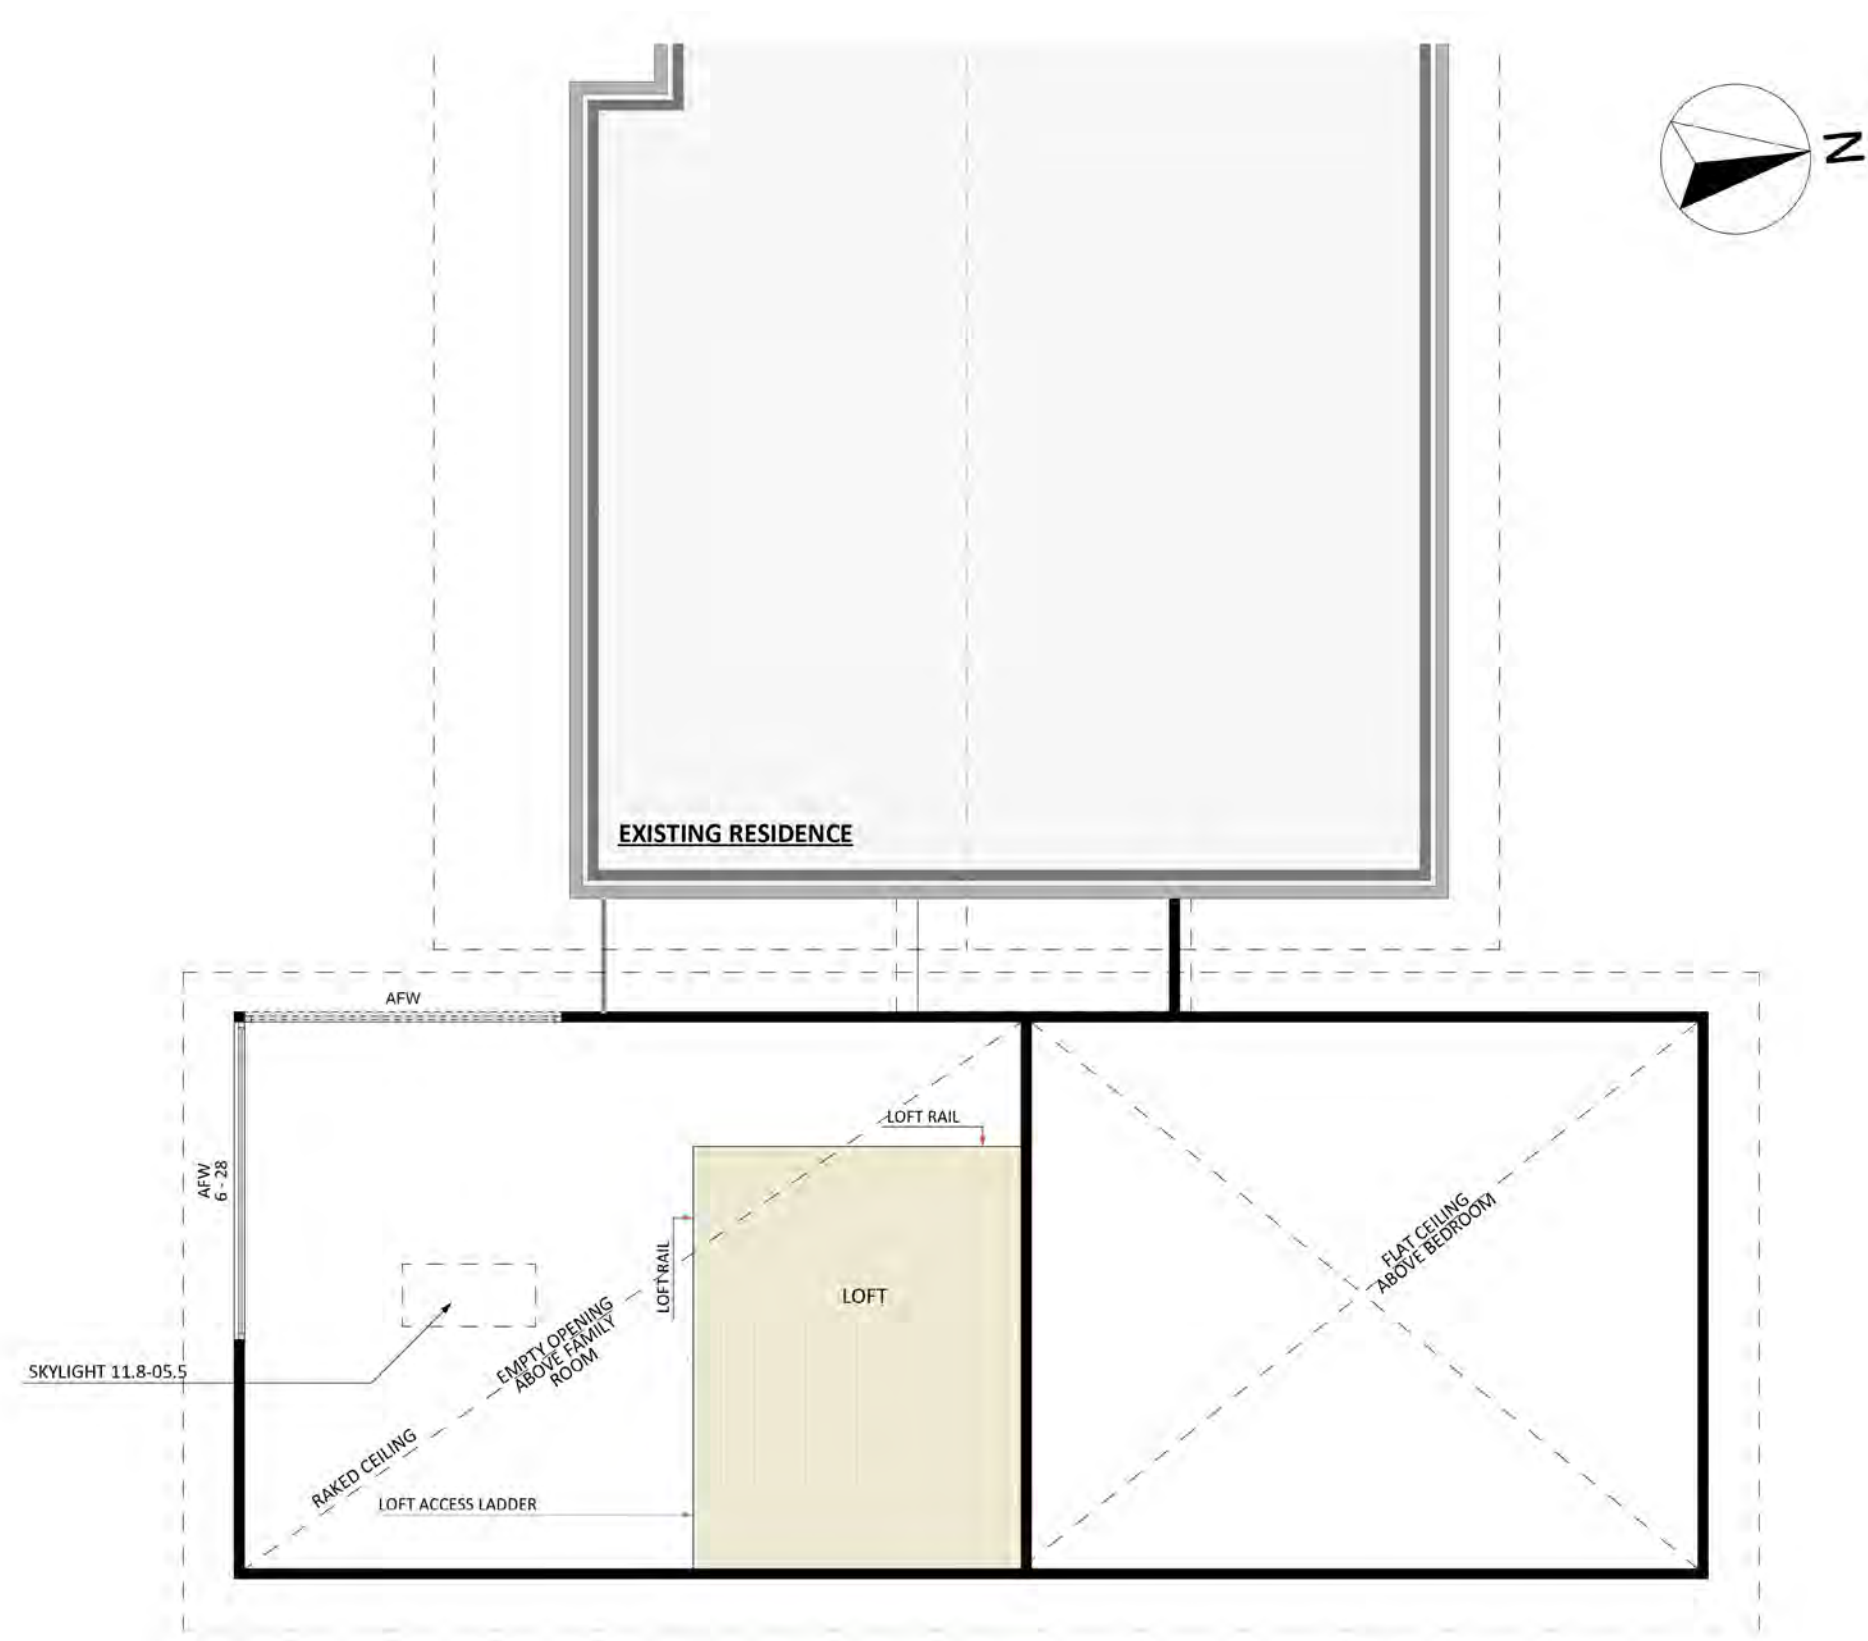 N
EXISTING RESIDENCE
AFW
LOFT RAIL
AFW
6 - 28
LOFT RAIL
LOFT
FLAT CEILING
ABOVE BEDROOM
EMPTY OPENING
ABOVE FAMILY
ROOM
SKYLIGHT 11.8-05.5
RAKED CEILING
LOFT ACCESS LADDER